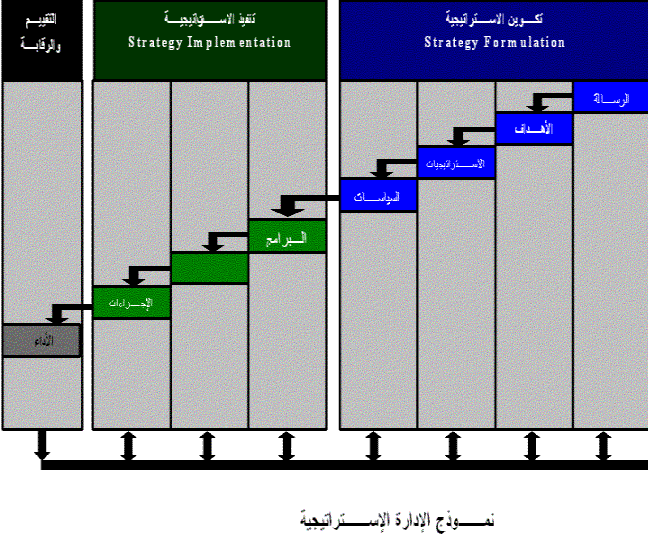 تكوين الاستراتيجية
Strategy Formulation
تنفيذ الاستراتيجية
Strategy Implementation
التقييم
والرقابة
الرسالة
الأهداف
الاستراتيجيات
السياسات
البرامج
الإجراءات
الأداء
نموذج الإدارة الإستراتيجية